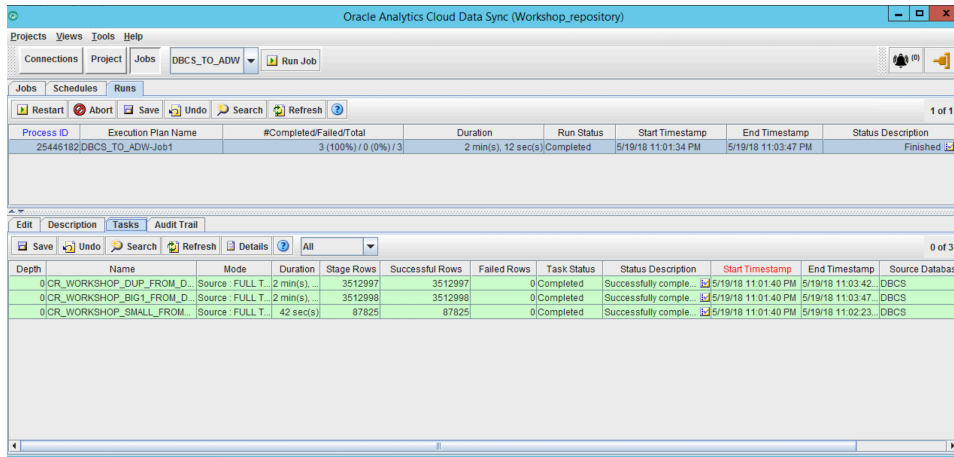 Oracle Analytics Cloud Data Sync (Workshop_repository)
Projects Views Tools Help
Connections Project Jobs DBCS_TO_ADW Run Job (0)
Jobs Schedules Runs
Restart Abort Save Undo Search Refresh 1 of 1
Process ID Execution Plan Name #Completed/Failed/Total Duration Run Status Start Timestamp End Timestamp Status Description
25446182 DBCS_TO_ADW-Job1 3 (100%) / 0 (0%) / 3 2 min(s), 12 sec(s) Completed 5/19/18 11:01:34 PM 5/19/18 11:03:47 PM Finished
Edit Description Tasks Audit Trail
Save Undo Search Refresh Details All 0 of 3
Depth Name Mode Duration Stage Rows Successful Rows Failed Rows Task Status Status Description Start Timestamp End Timestamp Source Databas
0 CR_WORKSHOP_DUP_FROM_D... Source : FULL T... 2 min(s), ... 3512997 3512997 0 Completed Successfully comple... 5/19/18 11:01:40 PM 5/19/18 11:03:42... DBCS
0 CR_WORKSHOP_BIG1_FROM_D... Source : FULL T... 2 min(s), ... 3512998 3512998 0 Completed Successfully comple... 5/19/18 11:01:40 PM 5/19/18 11:03:47... DBCS
0 CR_WORKSHOP_SMALL_FROM... Source : FULL T... 42 sec(s) 87825 87825 0 Completed Successfully comple... 5/19/18 11:01:40 PM 5/19/18 11:02:23... DBCS